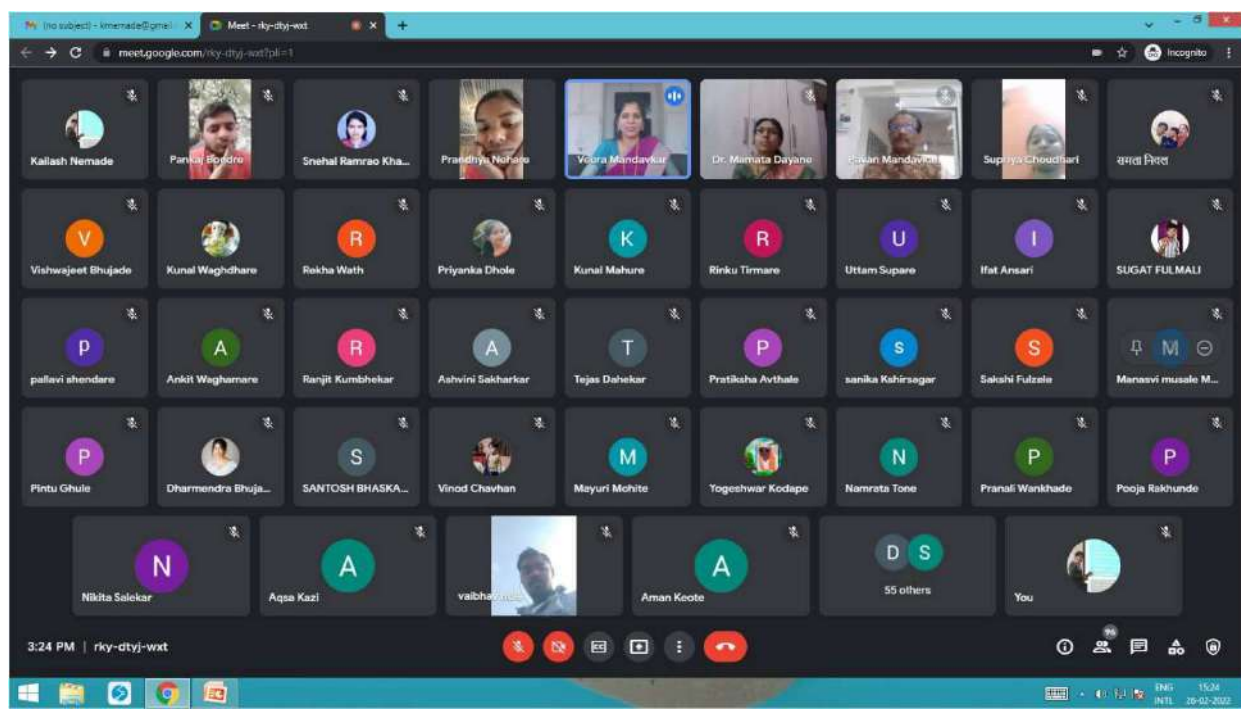 (no subject) - kmemade@gmail
Meet - rky-dtyj-wxt
meet.google.com/rky-dtyj-wxt?pli=1
Incognito
Kailash Nemade
Pankaj Bondre
Snehal Ramrao Kha...
Prandhya Nehare
Veera Mandavkar
Dr. Mamata Dayane
Pavan Mandavkar
Supriya Choudhari
समता निवल
V
Vishwajeet Bhujade
Kunal Waghdhare
R
Rekha Wath
Priyanka Dhole
K
Kunal Mahure
R
Rinku Tirmare
U
Uttam Supare
I
Ifat Ansari
SUGAT FULMALI
p
pallavi shendare
A
Ankit Waghamare
R
Ranjit Kumbhekar
A
Ashvini Sakharkar
T
Tejas Dahekar
P
Pratiksha Avthale
s
sanika Kshirsagar
S
Sakshi Fulzele
M
Manasvi musale M...
P
Pintu Ghule
Dharmendra Bhuja...
S
SANTOSH BHASKA...
Vinod Chavhan
M
Mayuri Mohite
Yogeshwar Kodape
N
Namrata Tone
P
Pranali Wankhade
P
Pooja Rakhunde
N
Nikita Salekar
A
Aqsa Kazi
A
Aman Keote
D S
55 others
You
3:24 PM | rky-dtyj-wxt
CC
96
ENG 15:24
INTL 26-02-2022